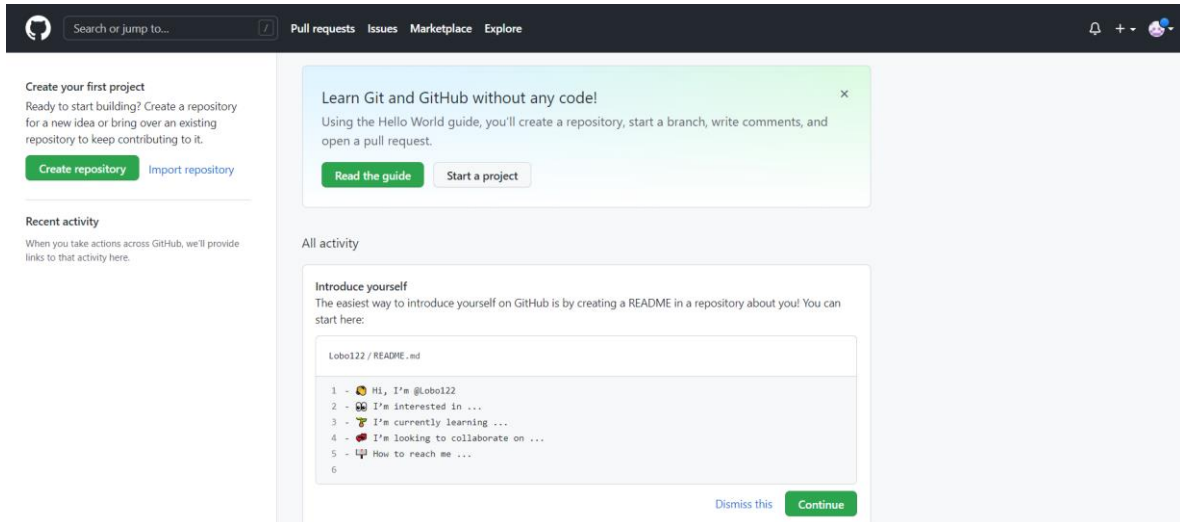 Search or jump to... /
Pull requests Issues Marketplace Explore
Create your first project
Ready to start building? Create a repository
for a new idea or bring over an existing
repository to keep contributing to it.
Create repository Import repository
Recent activity
When you take actions across GitHub, we'll provide
links to that activity here.
Learn Git and GitHub without any code!
Using the Hello World guide, you'll create a repository, start a branch, write comments, and
open a pull request.
Read the guide Start a project
All activity
Introduce yourself
The easiest way to introduce yourself on GitHub is by creating a README in a repository about you! You can
start here:
Lobo122 / README.md
1 - 👋 Hi, I'm @Lobo122
2 - 👀 I'm interested in ...
3 - 🌱 I'm currently learning ...
4 - 💞️ I'm looking to collaborate on ...
5 - 📫 How to reach me ...
6
Dismiss this Continue